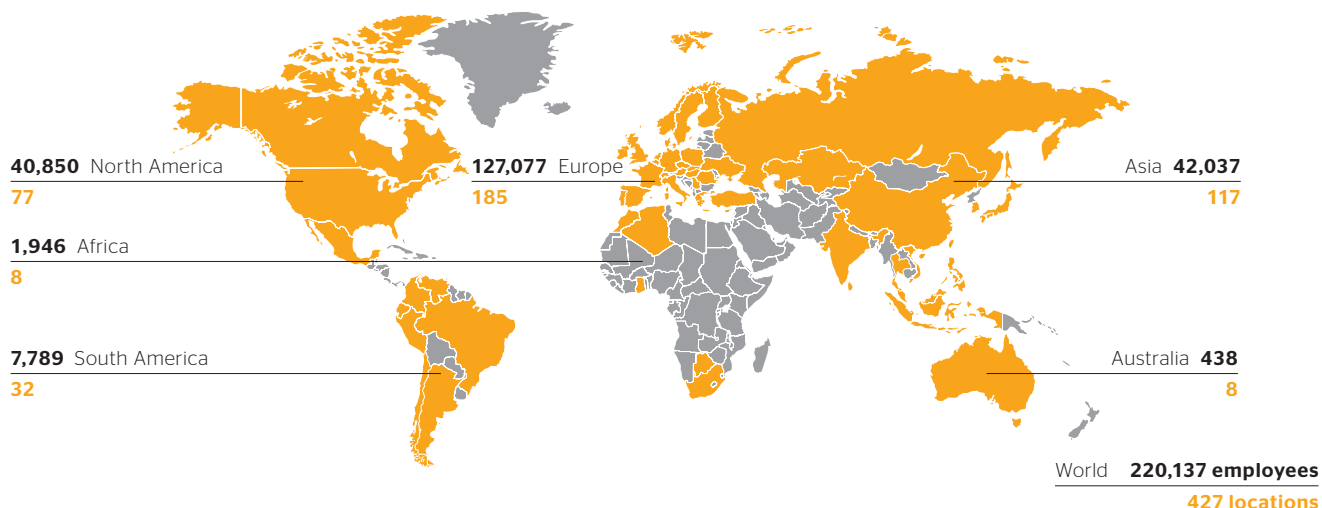 40,850 North America
77
127,077 Europe
185
Asia 42,037
117
1,946 Africa
8
7,789 South America
32
Australia 438
8
World 220,137 employees
427 locations